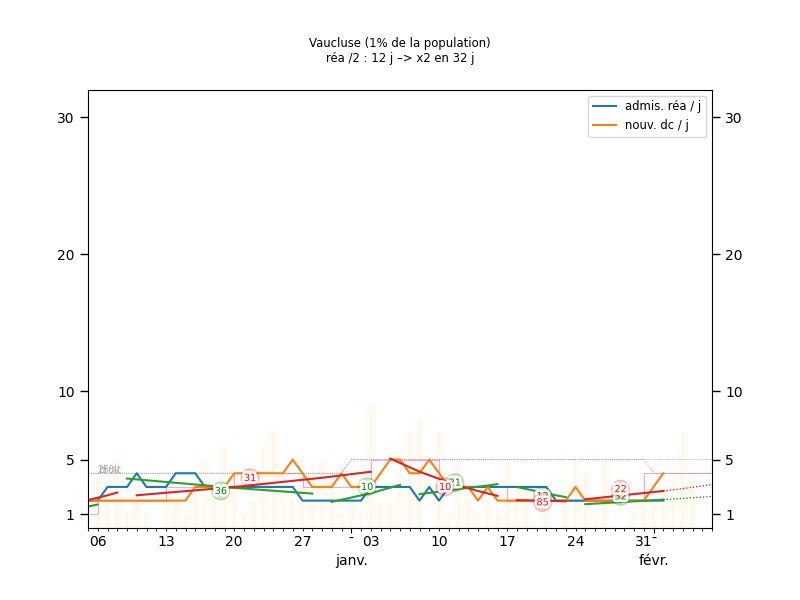 Vaucluse (1% de la population)
réa /2 : 12 j –> x2 en 32 j
admis. réa / j
nouv. dc / j
30 30
20 20
10 10
5 5
1 1
36
31
10
10
85
22
06 13 20 27 - 03 10 17 24 31-
janv. févr.